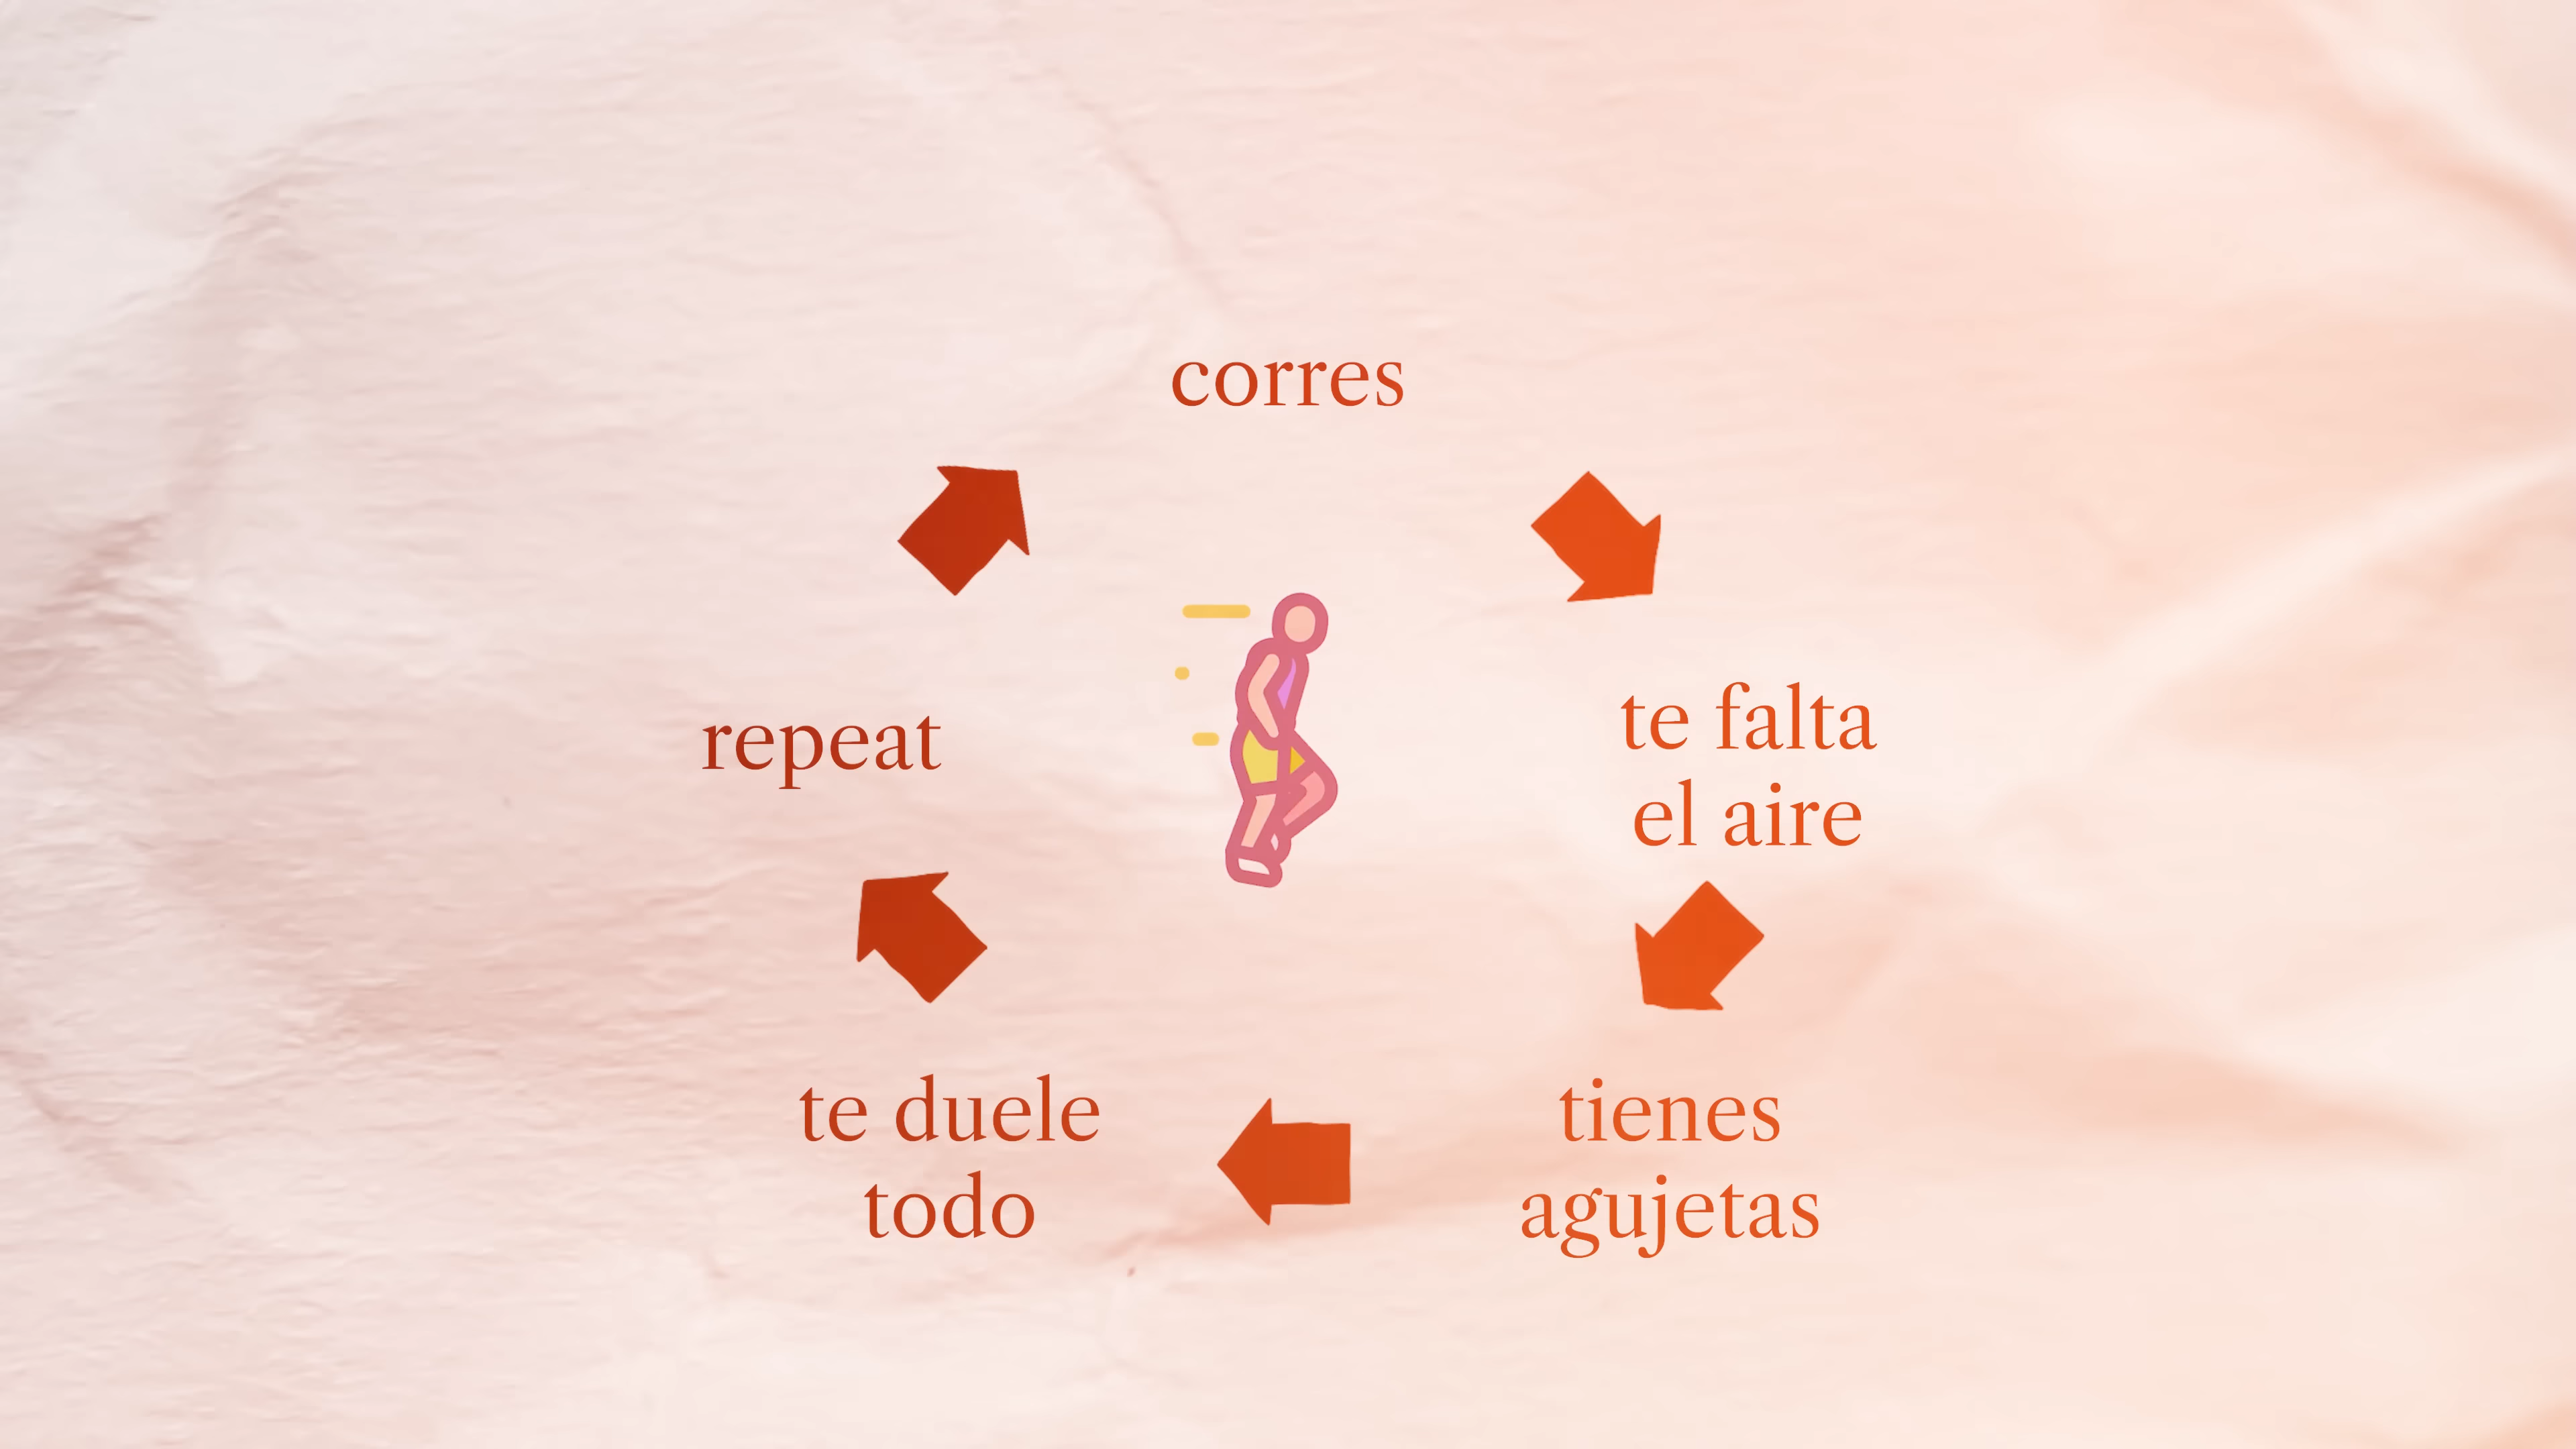 corres
te falta
el aire
tienes
agujetas
te duele
todo
repeat